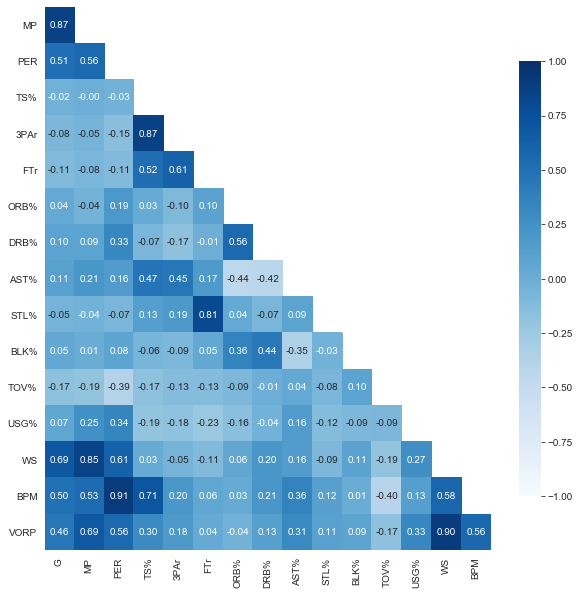 MP 0.87
PER 0.51 0.56
TS% -0.02 -0.00 -0.03
3PAr -0.08 -0.05 -0.15 0.87
FTr -0.11 -0.08 -0.11 0.52 0.61
ORB% 0.04 -0.04 0.19 0.03 -0.10 0.10
DRB% 0.10 0.09 0.33 -0.07 -0.17 -0.01 0.56
AST% 0.11 0.21 0.16 0.47 0.45 0.17 -0.44 -0.42
STL% -0.05 -0.04 -0.07 0.13 0.19 0.81 0.04 -0.07 0.09
BLK% 0.05 0.01 0.08 -0.06 -0.09 0.05 0.36 0.44 -0.35 -0.03
TOV% -0.17 -0.19 -0.39 -0.17 -0.13 -0.13 -0.09 -0.01 0.04 -0.08 0.10
USG% 0.07 0.25 0.34 -0.19 -0.18 -0.23 -0.16 -0.04 0.16 -0.12 -0.09 -0.09
WS 0.69 0.85 0.61 0.03 -0.05 -0.11 0.06 0.20 0.16 -0.09 0.11 -0.19 0.27
BPM 0.50 0.53 0.91 0.71 0.20 0.06 0.03 0.21 0.36 0.12 0.01 -0.40 0.13 0.58
VORP 0.46 0.69 0.56 0.30 0.18 0.04 -0.04 0.13 0.31 0.11 0.09 -0.17 0.33 0.90 0.56
G MP PER TS% 3PAr FTr ORB% DRB% AST% STL% BLK% TOV% USG% WS BPM
1.00
0.75
0.50
0.25
0.00
-0.25
-0.50
-0.75
-1.00